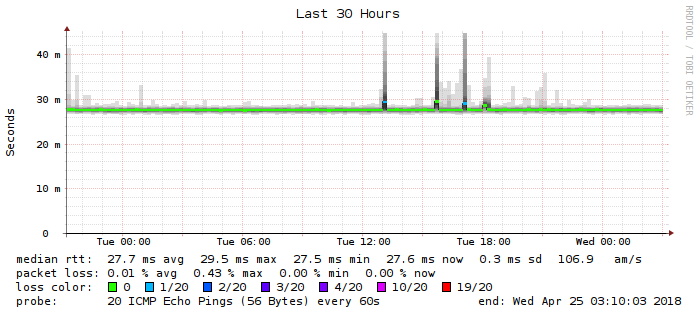 Last 30 Hours
RRDTOOL / TOBI OETIKER
Seconds
40 m
30 m
20 m
10 m
0
Tue 00:00 Tue 06:00 Tue 12:00 Tue 18:00 Wed 00:00
median rtt: 27.7 ms avg 29.5 ms max 27.5 ms min 27.6 ms now 0.3 ms sd 106.9 am/s
packet loss: 0.01 % avg 0.43 % max 0.00 % min 0.00 % now
loss color: 0 1/20 2/20 3/20 4/20 10/20 19/20
probe: 20 ICMP Echo Pings (56 Bytes) every 60s end: Wed Apr 25 03:10:03 2018